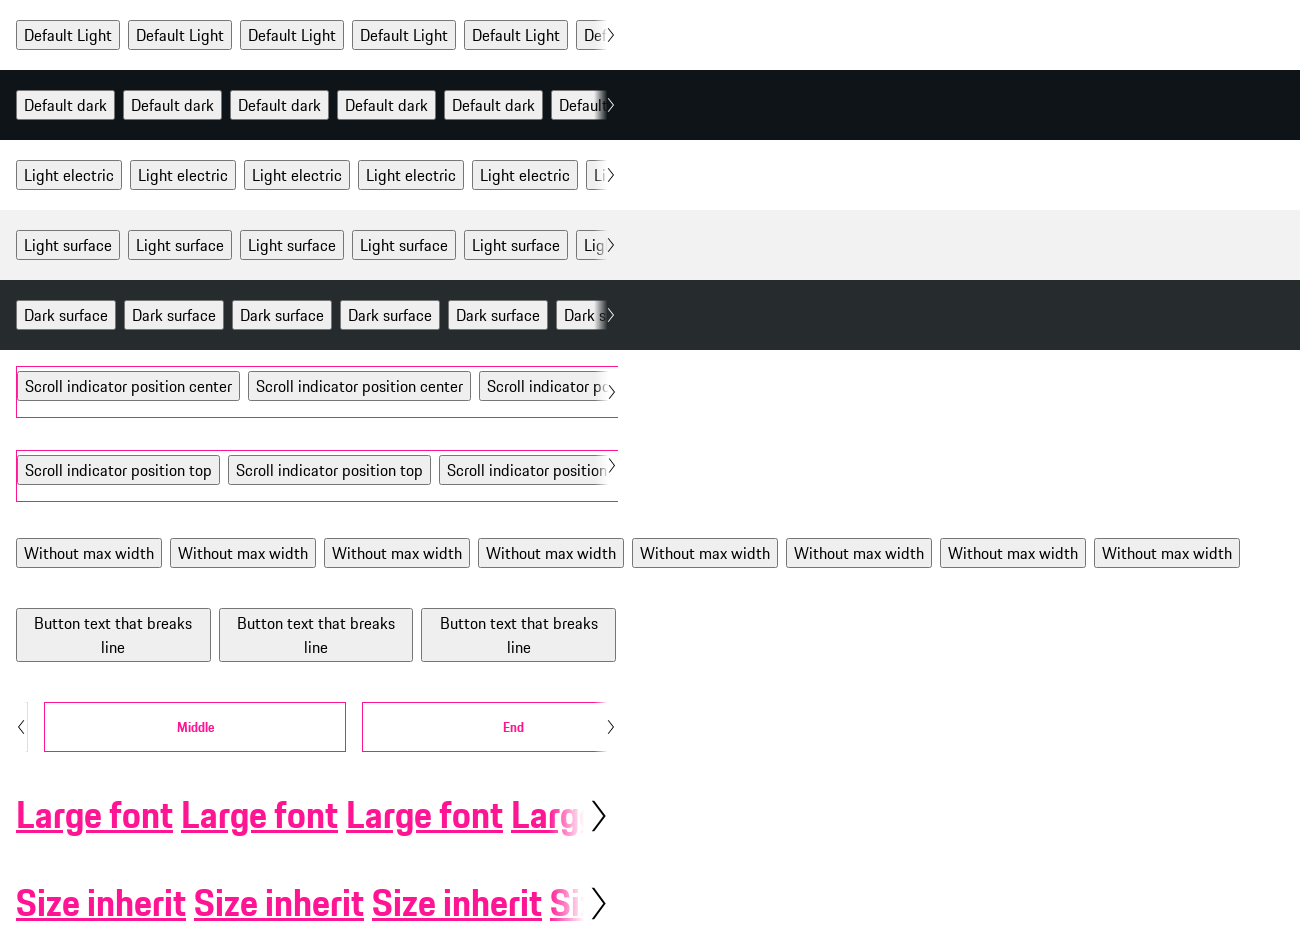 Default Light Default Light Default Light Default Light Default Light Def
Default dark Default dark Default dark Default dark Default dark Default
Light electric Light electric Light electric Light electric Light electric Li
Light surface Light surface Light surface Light surface Light surface Lig
Dark surface Dark surface Dark surface Dark surface Dark surface Dark s
Scroll indicator position center Scroll indicator position center Scroll indicator po
Scroll indicator position top Scroll indicator position top Scroll indicator position
Without max width Without max width Without max width Without max width Without max width Without max width Without max width Without max width
Button text that breaks Button text that breaks Button text that breaks
line line line
Middle End
Large font Large font Large font Large
Size inherit Size inherit Size inherit Si